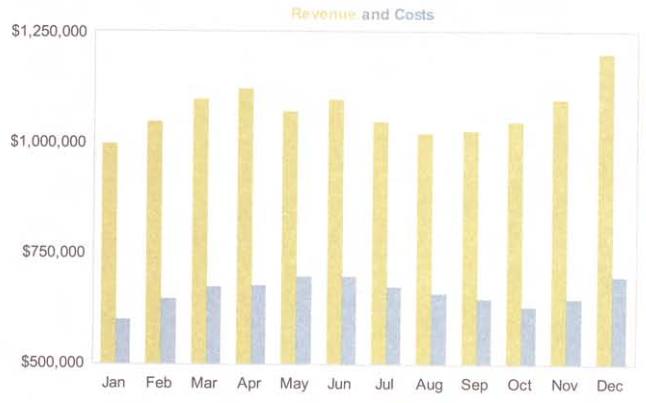 Revenue and Costs
$1,250,000
$1,000,000
$750,000
$500,000
Jan Feb Mar Apr May Jun Jul Aug Sep Oct Nov Dec